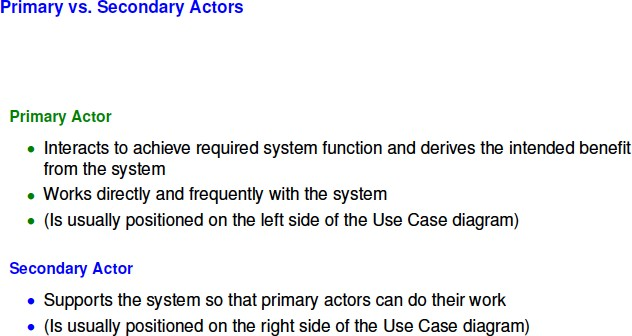 Primary vs. Secondary Actors
Primary Actor
• Interacts to achieve required system function and derives the intended benefit
from the system
• Works directly and frequently with the system
• (Is usually positioned on the left side of the Use Case diagram)
Secondary Actor
• Supports the system so that primary actors can do their work
• (Is usually positioned on the right side of the Use Case diagram)